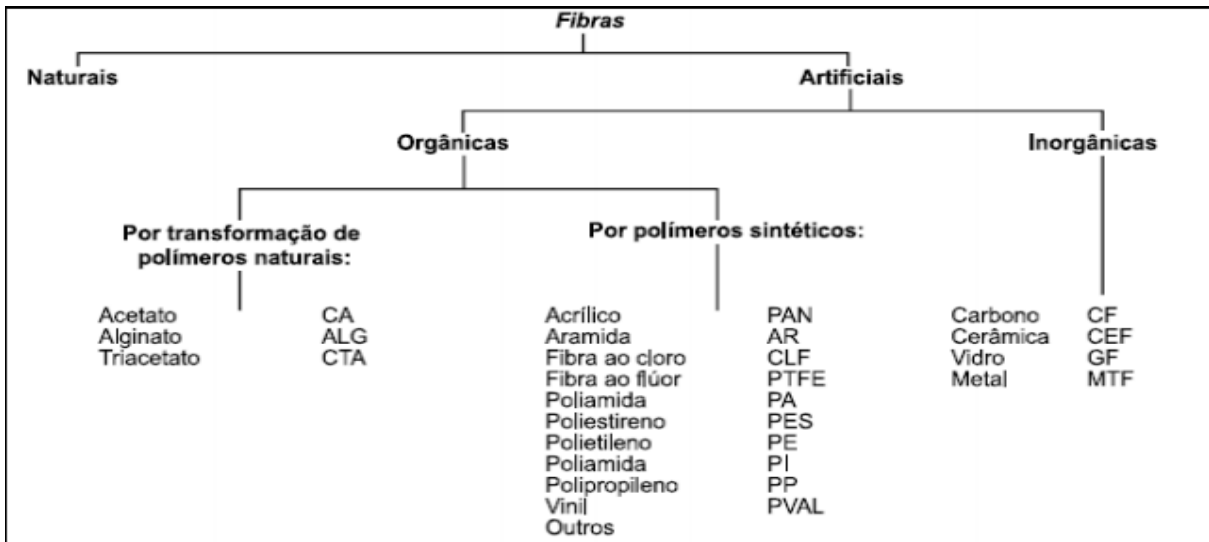 Fibras
Naturais
Artificiais
Orgânicas
Inorgânicas
Por transformação de
polímeros naturais:
Acetato CA
Alginato ALG
Triacetato CTA
Por polímeros sintéticos:
Acrílico PAN
Aramida AR
Fibra ao cloro CLF
Fibra ao flúor PTFE
Poliamida PA
Poliestireno PES
Polietileno PE
Poliamida PI
Polipropileno PP
Vinil PVAL
Outros
Carbono CF
Cerâmica CEF
Vidro GF
Metal MTF